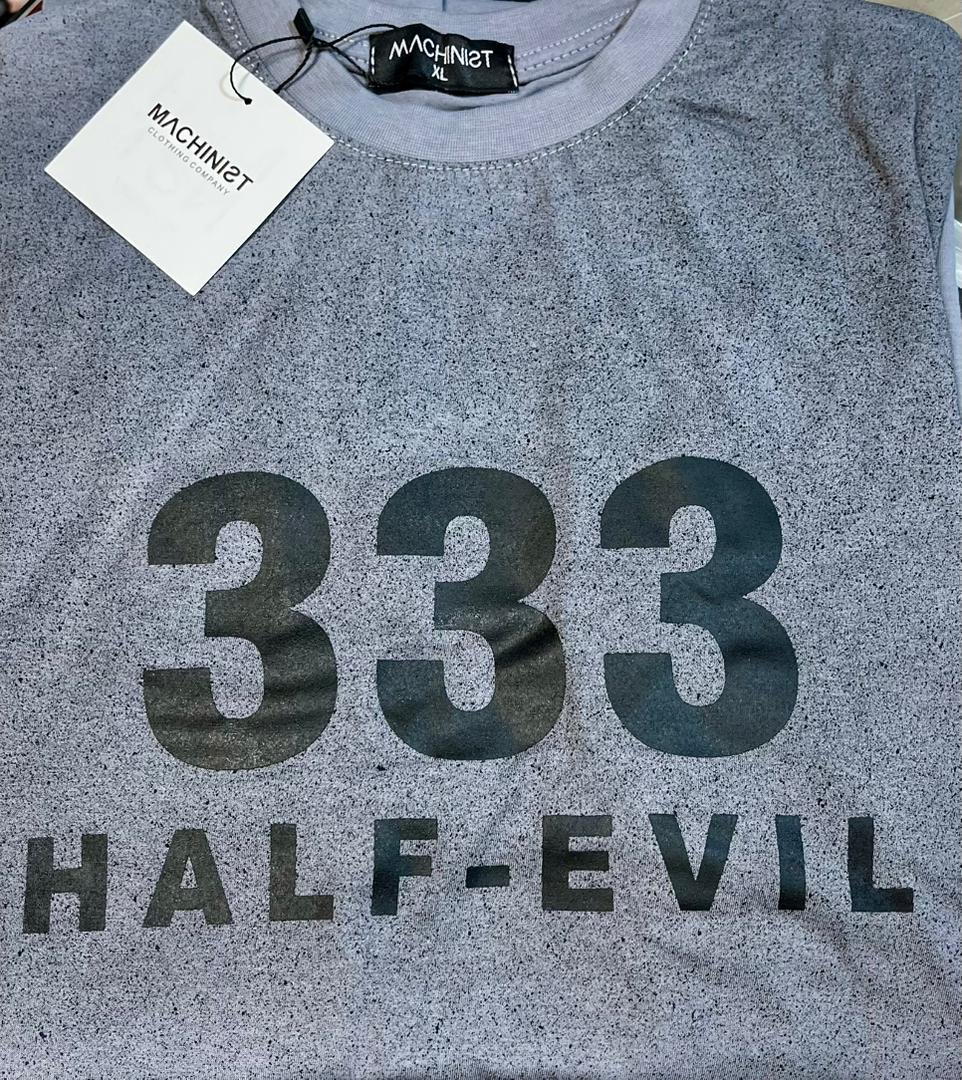 MACHINIST
XL
MACHINIST
CLOTHING COMPANY
333
HALF-EVIL